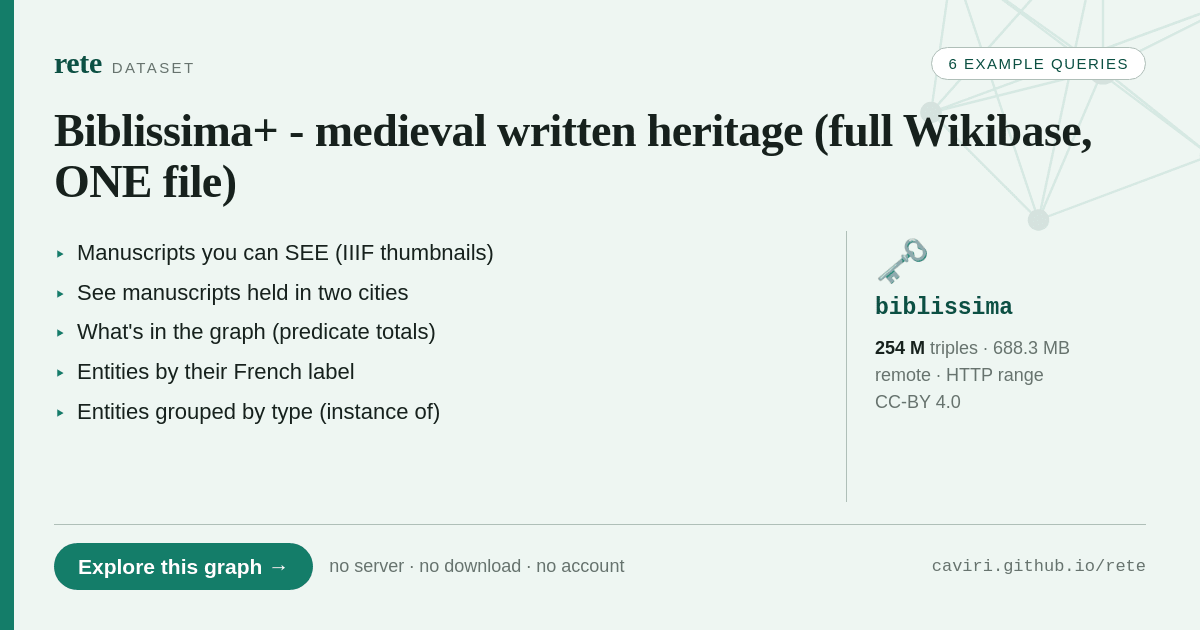 rete DATASET
6 EXAMPLE QUERIES
Biblissima+ - medieval written heritage (full Wikibase,
ONE file)
▸ Manuscripts you can SEE (IIIF thumbnails)
▸ See manuscripts held in two cities
▸ What's in the graph (predicate totals)
▸ Entities by their French label
▸ Entities grouped by type (instance of)
biblissima
254 M triples · 688.3 MB
remote · HTTP range
CC-BY 4.0
Explore this graph →
no server · no download · no account
caviri.github.io/rete